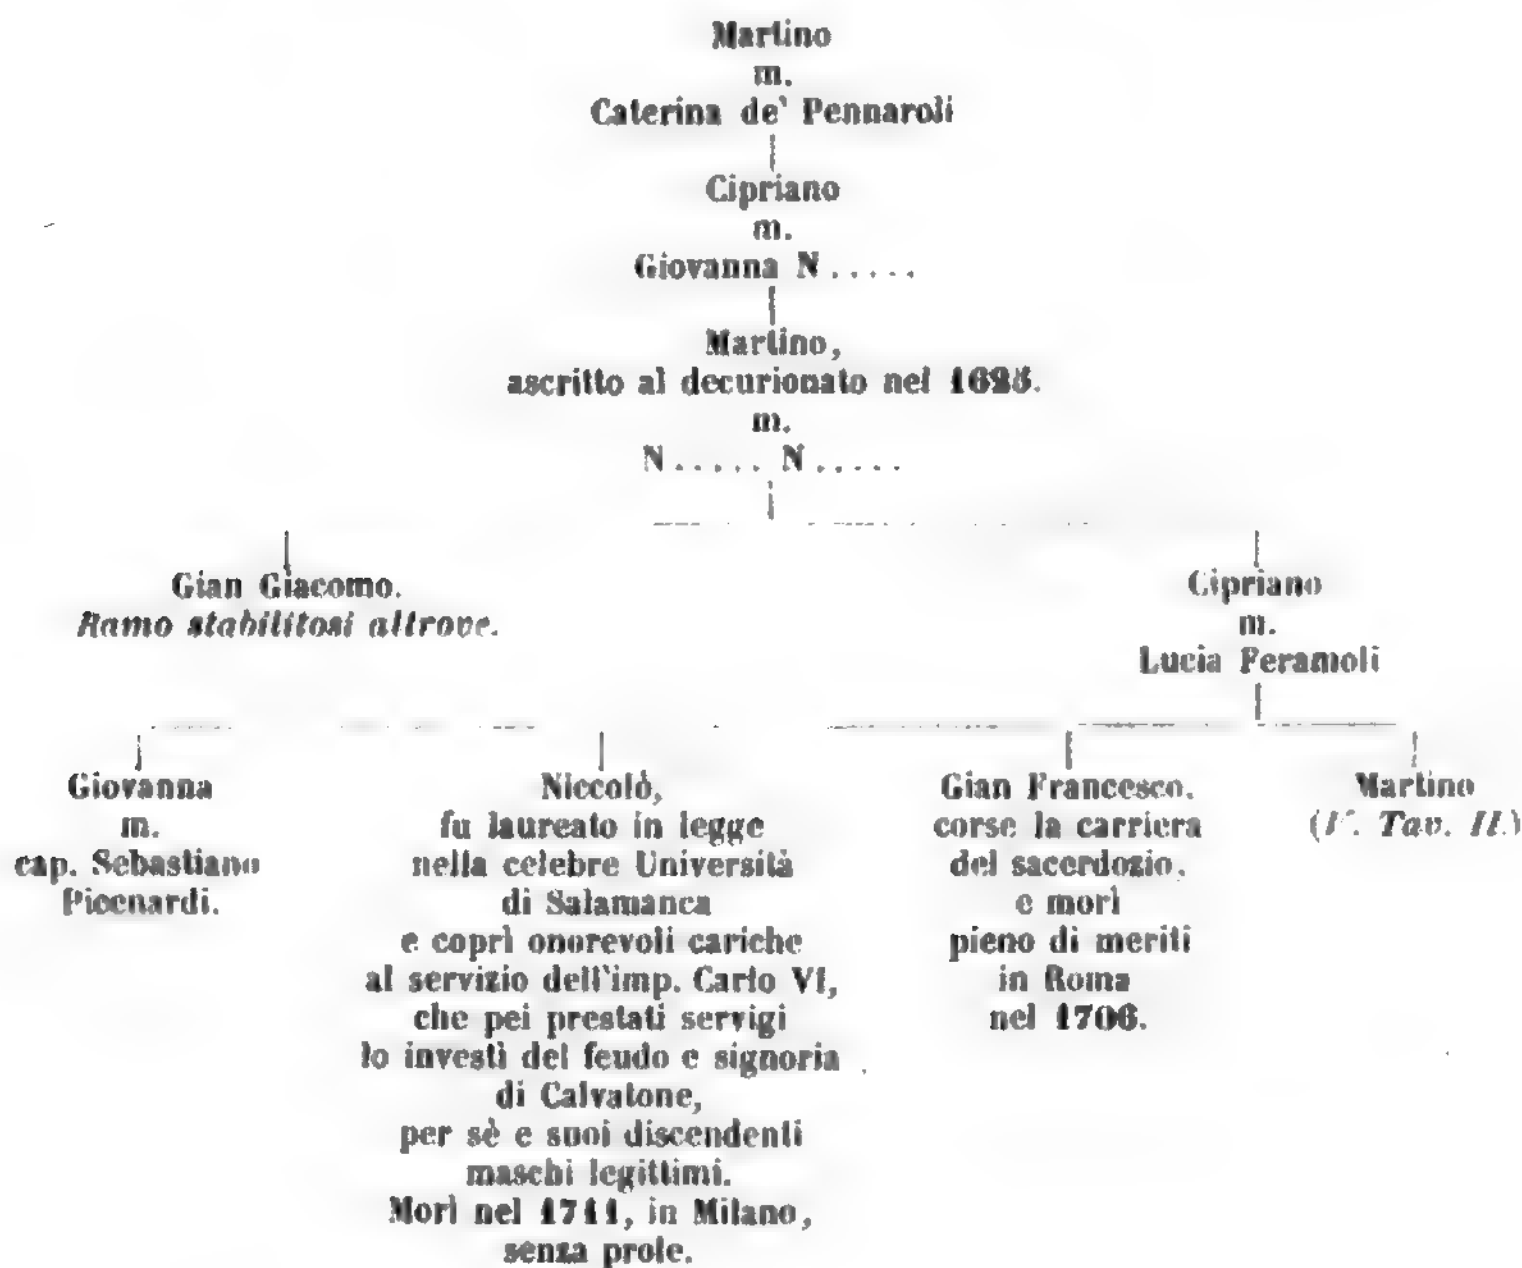 Martino
m.
Caterina de' Pennaroli
Cipriano
m.
Giovanna N . . . . .
Martino,
ascritto al decurionato nel
m.
N . . . . . N . . . . .
Gian Giacomo.
Ramo stabilitosi altrove.
Cipriano
m.
Lucia Feramoli
Giovanna
m.
cap. Sebastiano
Picenardi.
Niccolò,
fu laureato in legge
nella celebre Università
di Salamanca
e coprì onorevoli cariche
al servizio dell'imp. Carlo VI,
che pei prestati servigi
lo investì del feudo e signoria
di Calvatone,
per sè e suoi discendenti
maschi legittimi.
Morì nel 1711, in Milano,
senza prole.
Gian Francesco.
corse la carriera
del sacerdozio,
e morì
pieno di meriti
in Roma
nel 1706.
Martino
(V. Tav. II.)